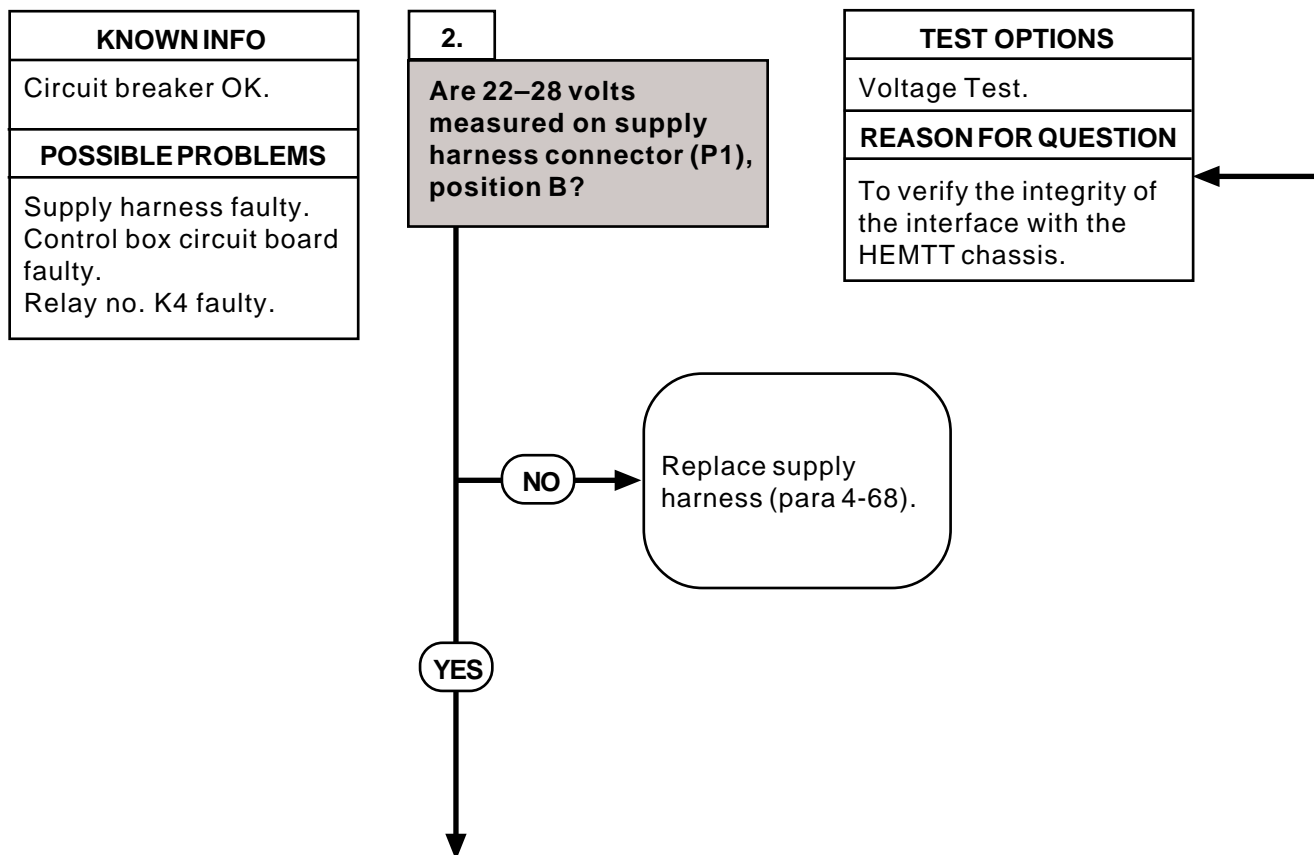 KNOWN INFO
Circuit breaker OK.
POSSIBLE PROBLEMS
Supply harness faulty.
Control box circuit board
faulty.
Relay no. K4 faulty.
2.
Are 22–28 volts
measured on supply
harness connector (P1),
position B?
TEST OPTIONS
Voltage Test.
REASON FOR QUESTION
To verify the integrity of
the interface with the
HEMTT chassis.
NO
Replace supply
harness (para 4-68).
YES